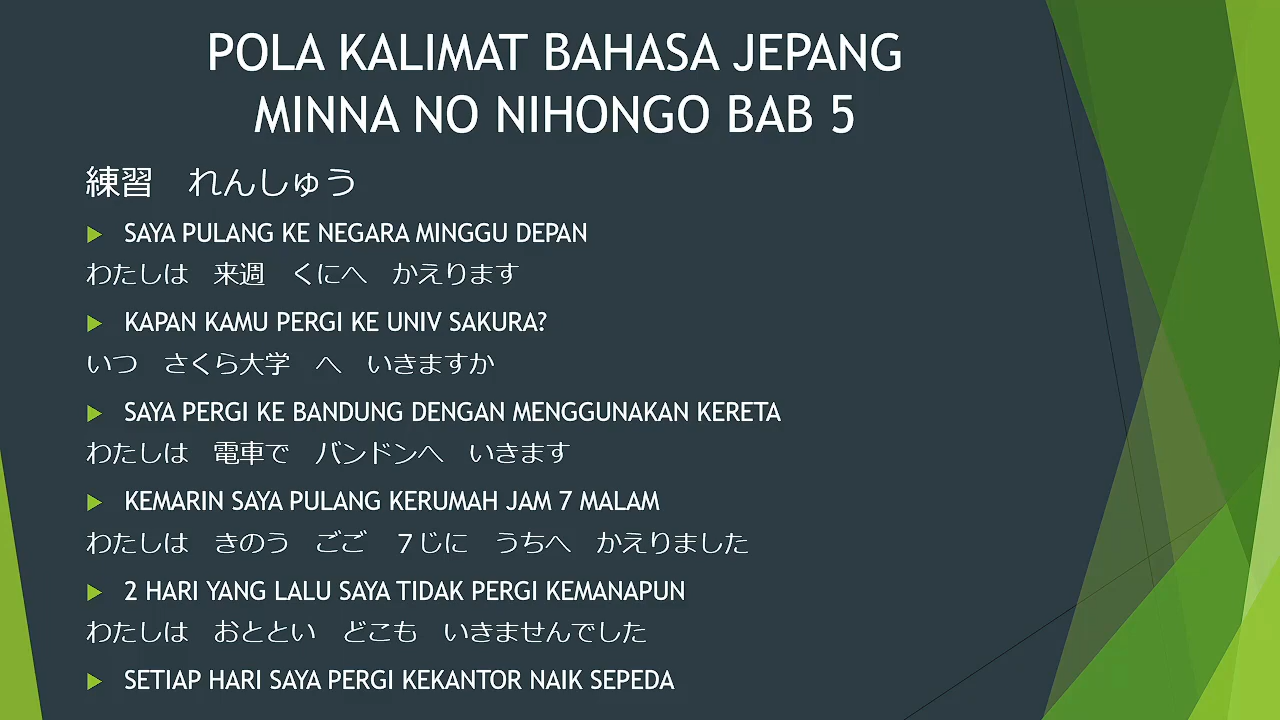 POLA KALIMAT BAHASA JEPANG
MINNA NO NIHONGO BAB 5
練習　れんしゅう
SAYA PULANG KE NEGARA MINGGU DEPAN
わたしは　来週　くにへ　かえります
KAPAN KAMU PERGI KE UNIV SAKURA?
いつ　さくら大学　へ　いきますか
SAYA PERGI KE BANDUNG DENGAN MENGGUNAKAN KERETA
わたしは　電車で　バンドンへ　いきます
KEMARIN SAYA PULANG KERUMAH JAM 7 MALAM
わたしは　きのう　ごご　７じに　うちへ　かえりました
2 HARI YANG LALU SAYA TIDAK PERGI KEMANAPUN
わたしは　おととい　どこも　いきませんでした
SETIAP HARI SAYA PERGI KEKANTOR NAIK SEPEDA